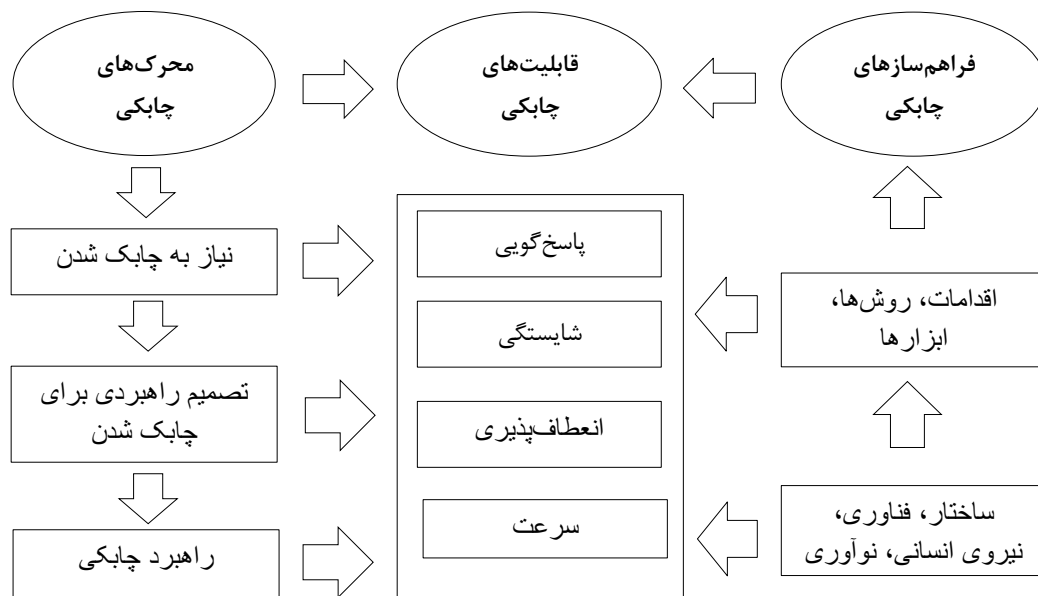 فراهم‌سازهای
چابکی
قابلیت‌های
چابکی
محرک‌های
چابکی
پاسخ‌گویی
شایستگی
انعطاف‌پذیری
سرعت
نیاز به چابک شدن
تصمیم راهبردی برای
چابک شدن
راهبرد چابکی
اقدامات، روش‌ها،
ابزارها
ساختار، فناوری،
نیروی انسانی، نوآوری